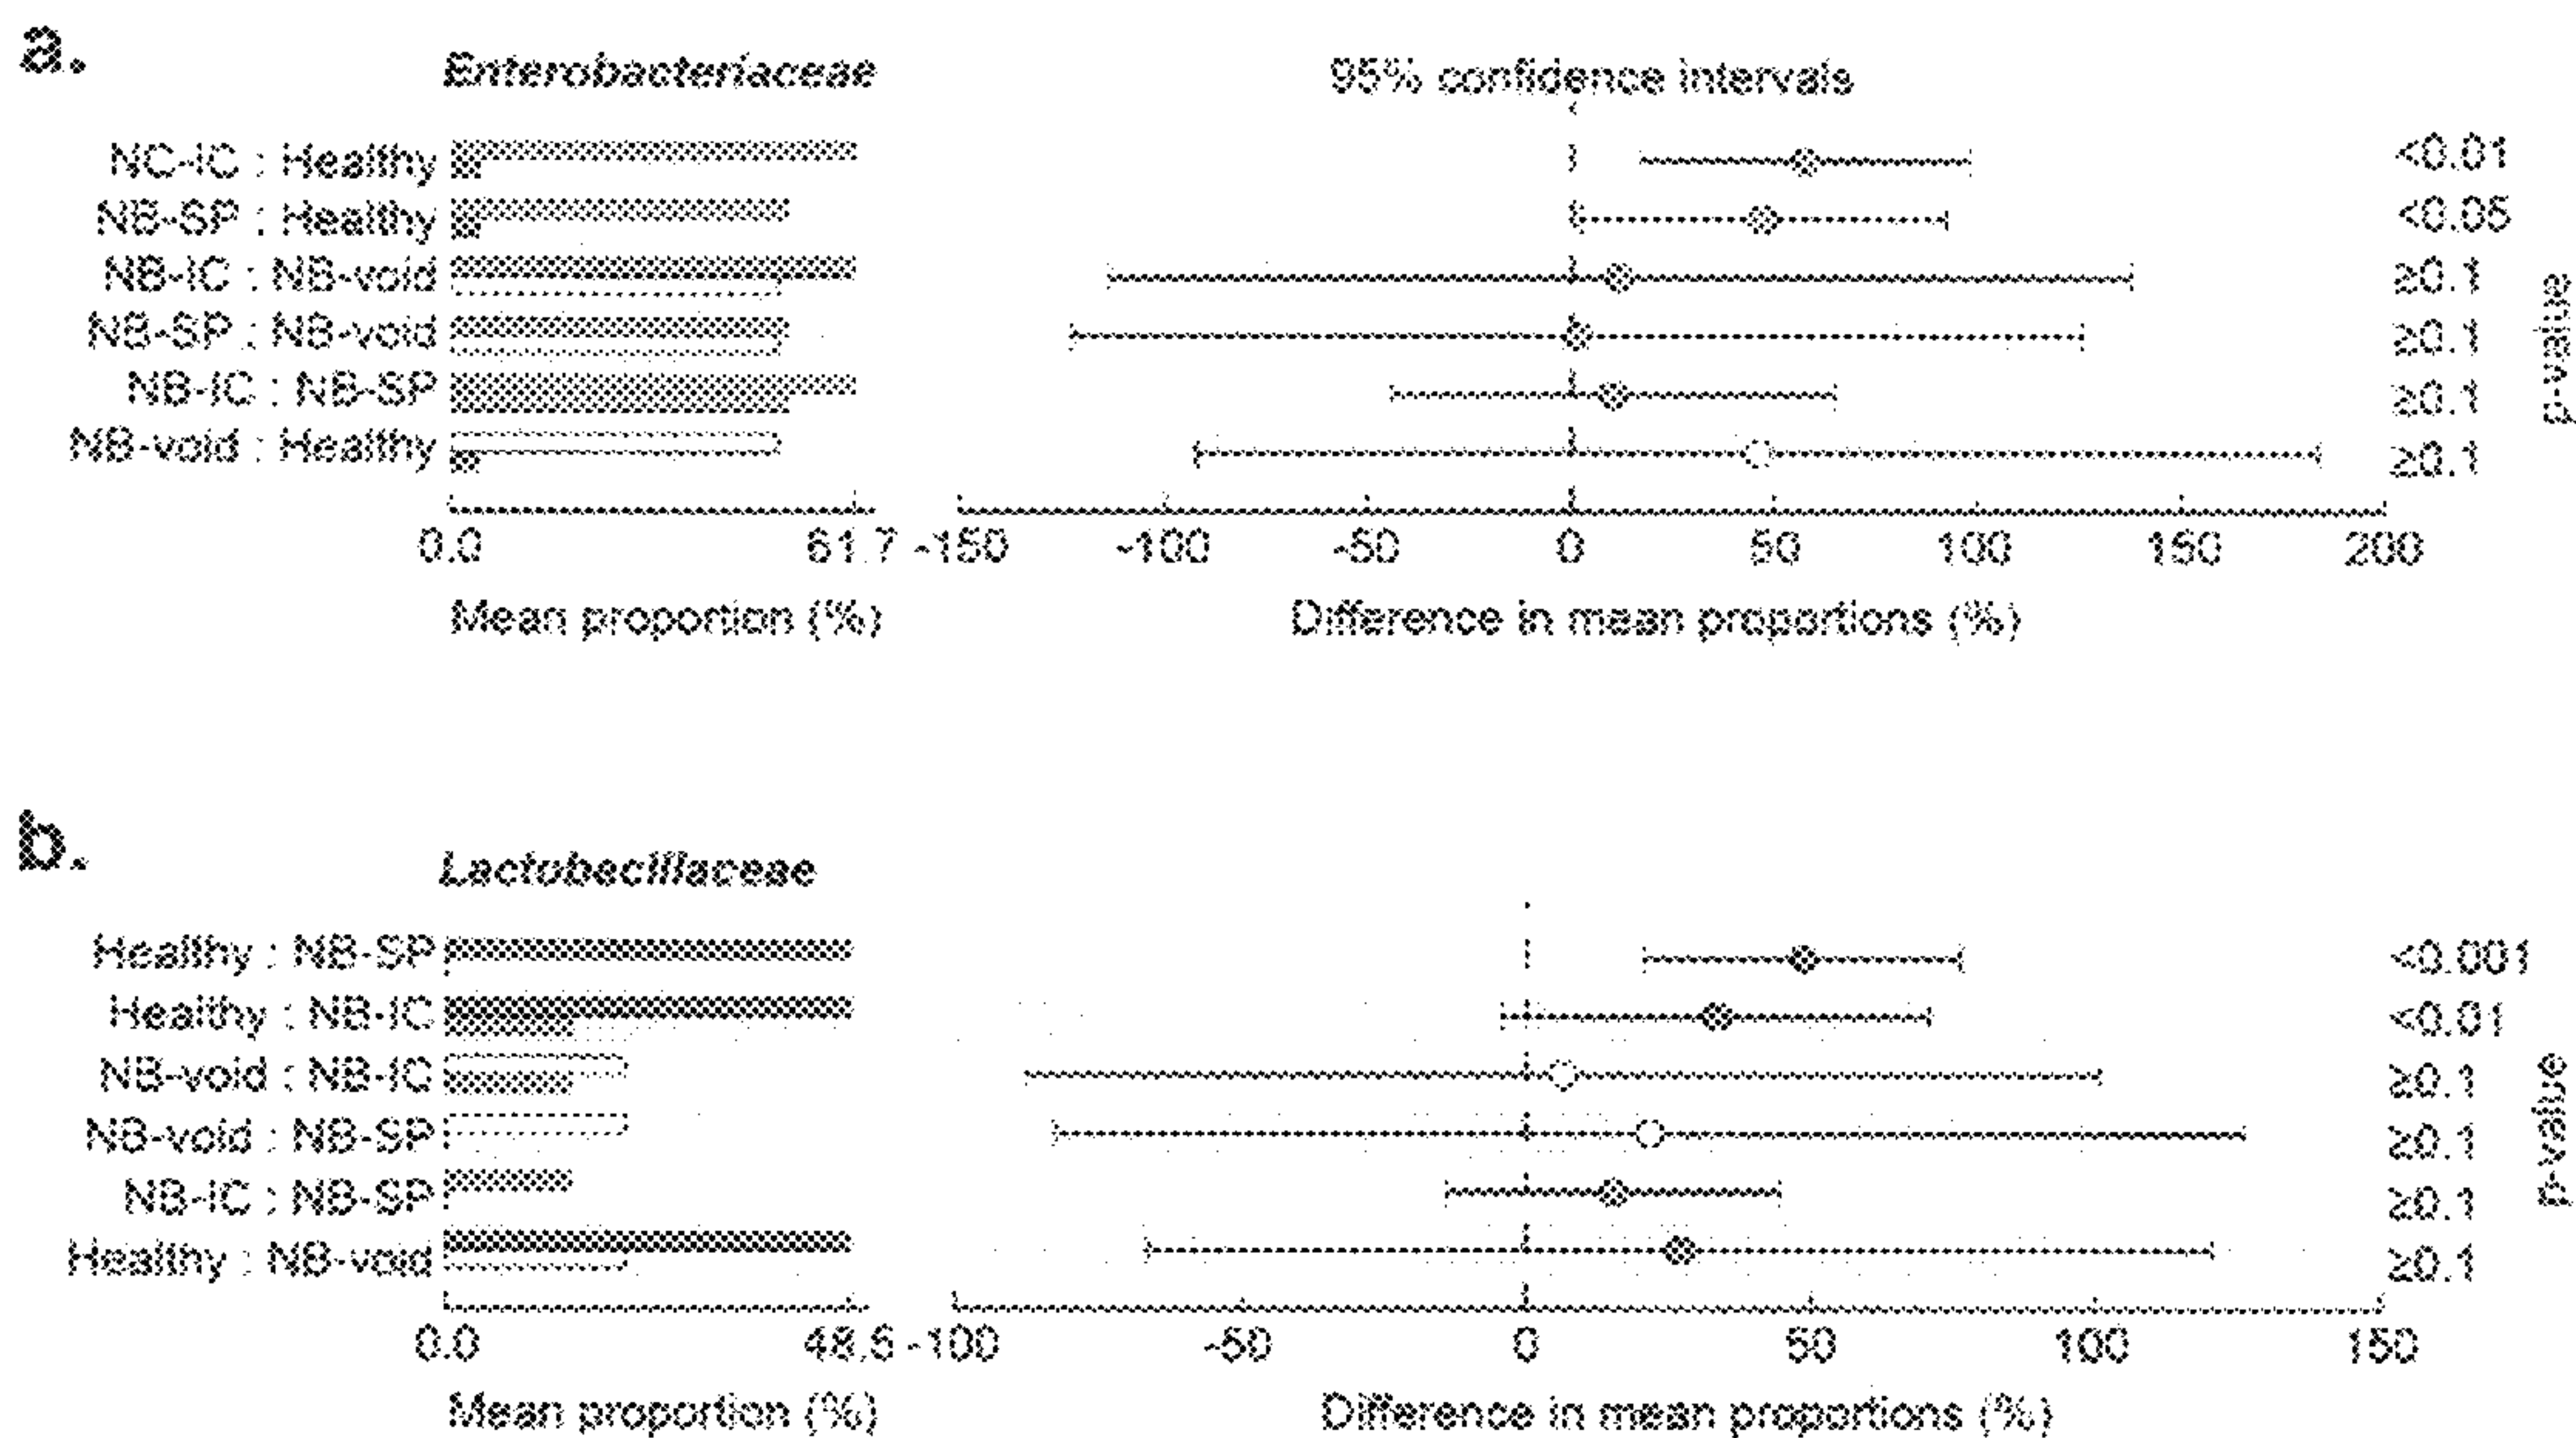 a.
Enterobacteriaceae
95% confidence intervals
NC-IC : Healthy
<0.01
NB-SP : Healthy
<0.05
NB-IC : NB-void
≥0.1
NB-SP : NB-void
≥0.1
NB-IC : NB-SP
≥0.1
NB-void : Healthy
≥0.1
p-value
0.0 61.7 -150 -100 -50 0 50 100 150 200
Mean proportion (%) Difference in mean proportions (%)
b.
Lactobacillaceae
Healthy : NB-SP
<0.001
Healthy : NB-IC
<0.01
NB-void : NB-IC
≥0.1
NB-void : NB-SP
≥0.1
NB-IC : NB-SP
≥0.1
Healthy : NB-void
≥0.1
p-value
0.0 -100 -50 0 50 100 150
Mean proportion (%) Difference in mean proportions (%)